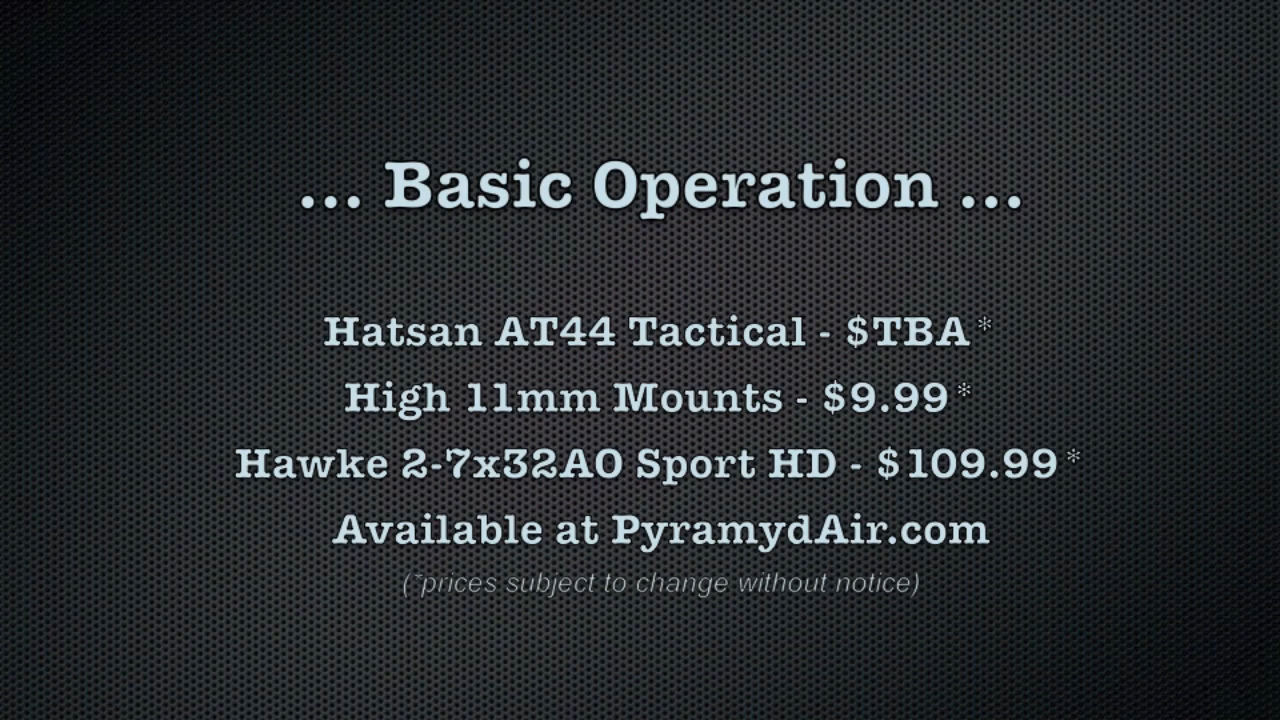 ... Basic Operation ...
Hatsan AT44 Tactical - $TBA*
High 11mm Mounts - $9.99*
Hawke 2-7x32AO Sport HD - $109.99*
Available at PyramydAir.com
(*prices subject to change without notice)